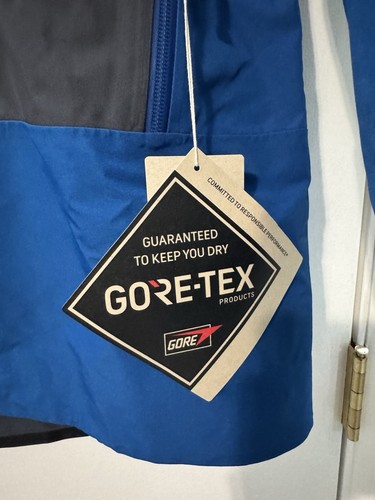 COMMITTED TO RESPONSIBLE PERFORMANCE
GUARANTEED
TO KEEP YOU DRY
GORE-TEX
PRODUCTS
GORE